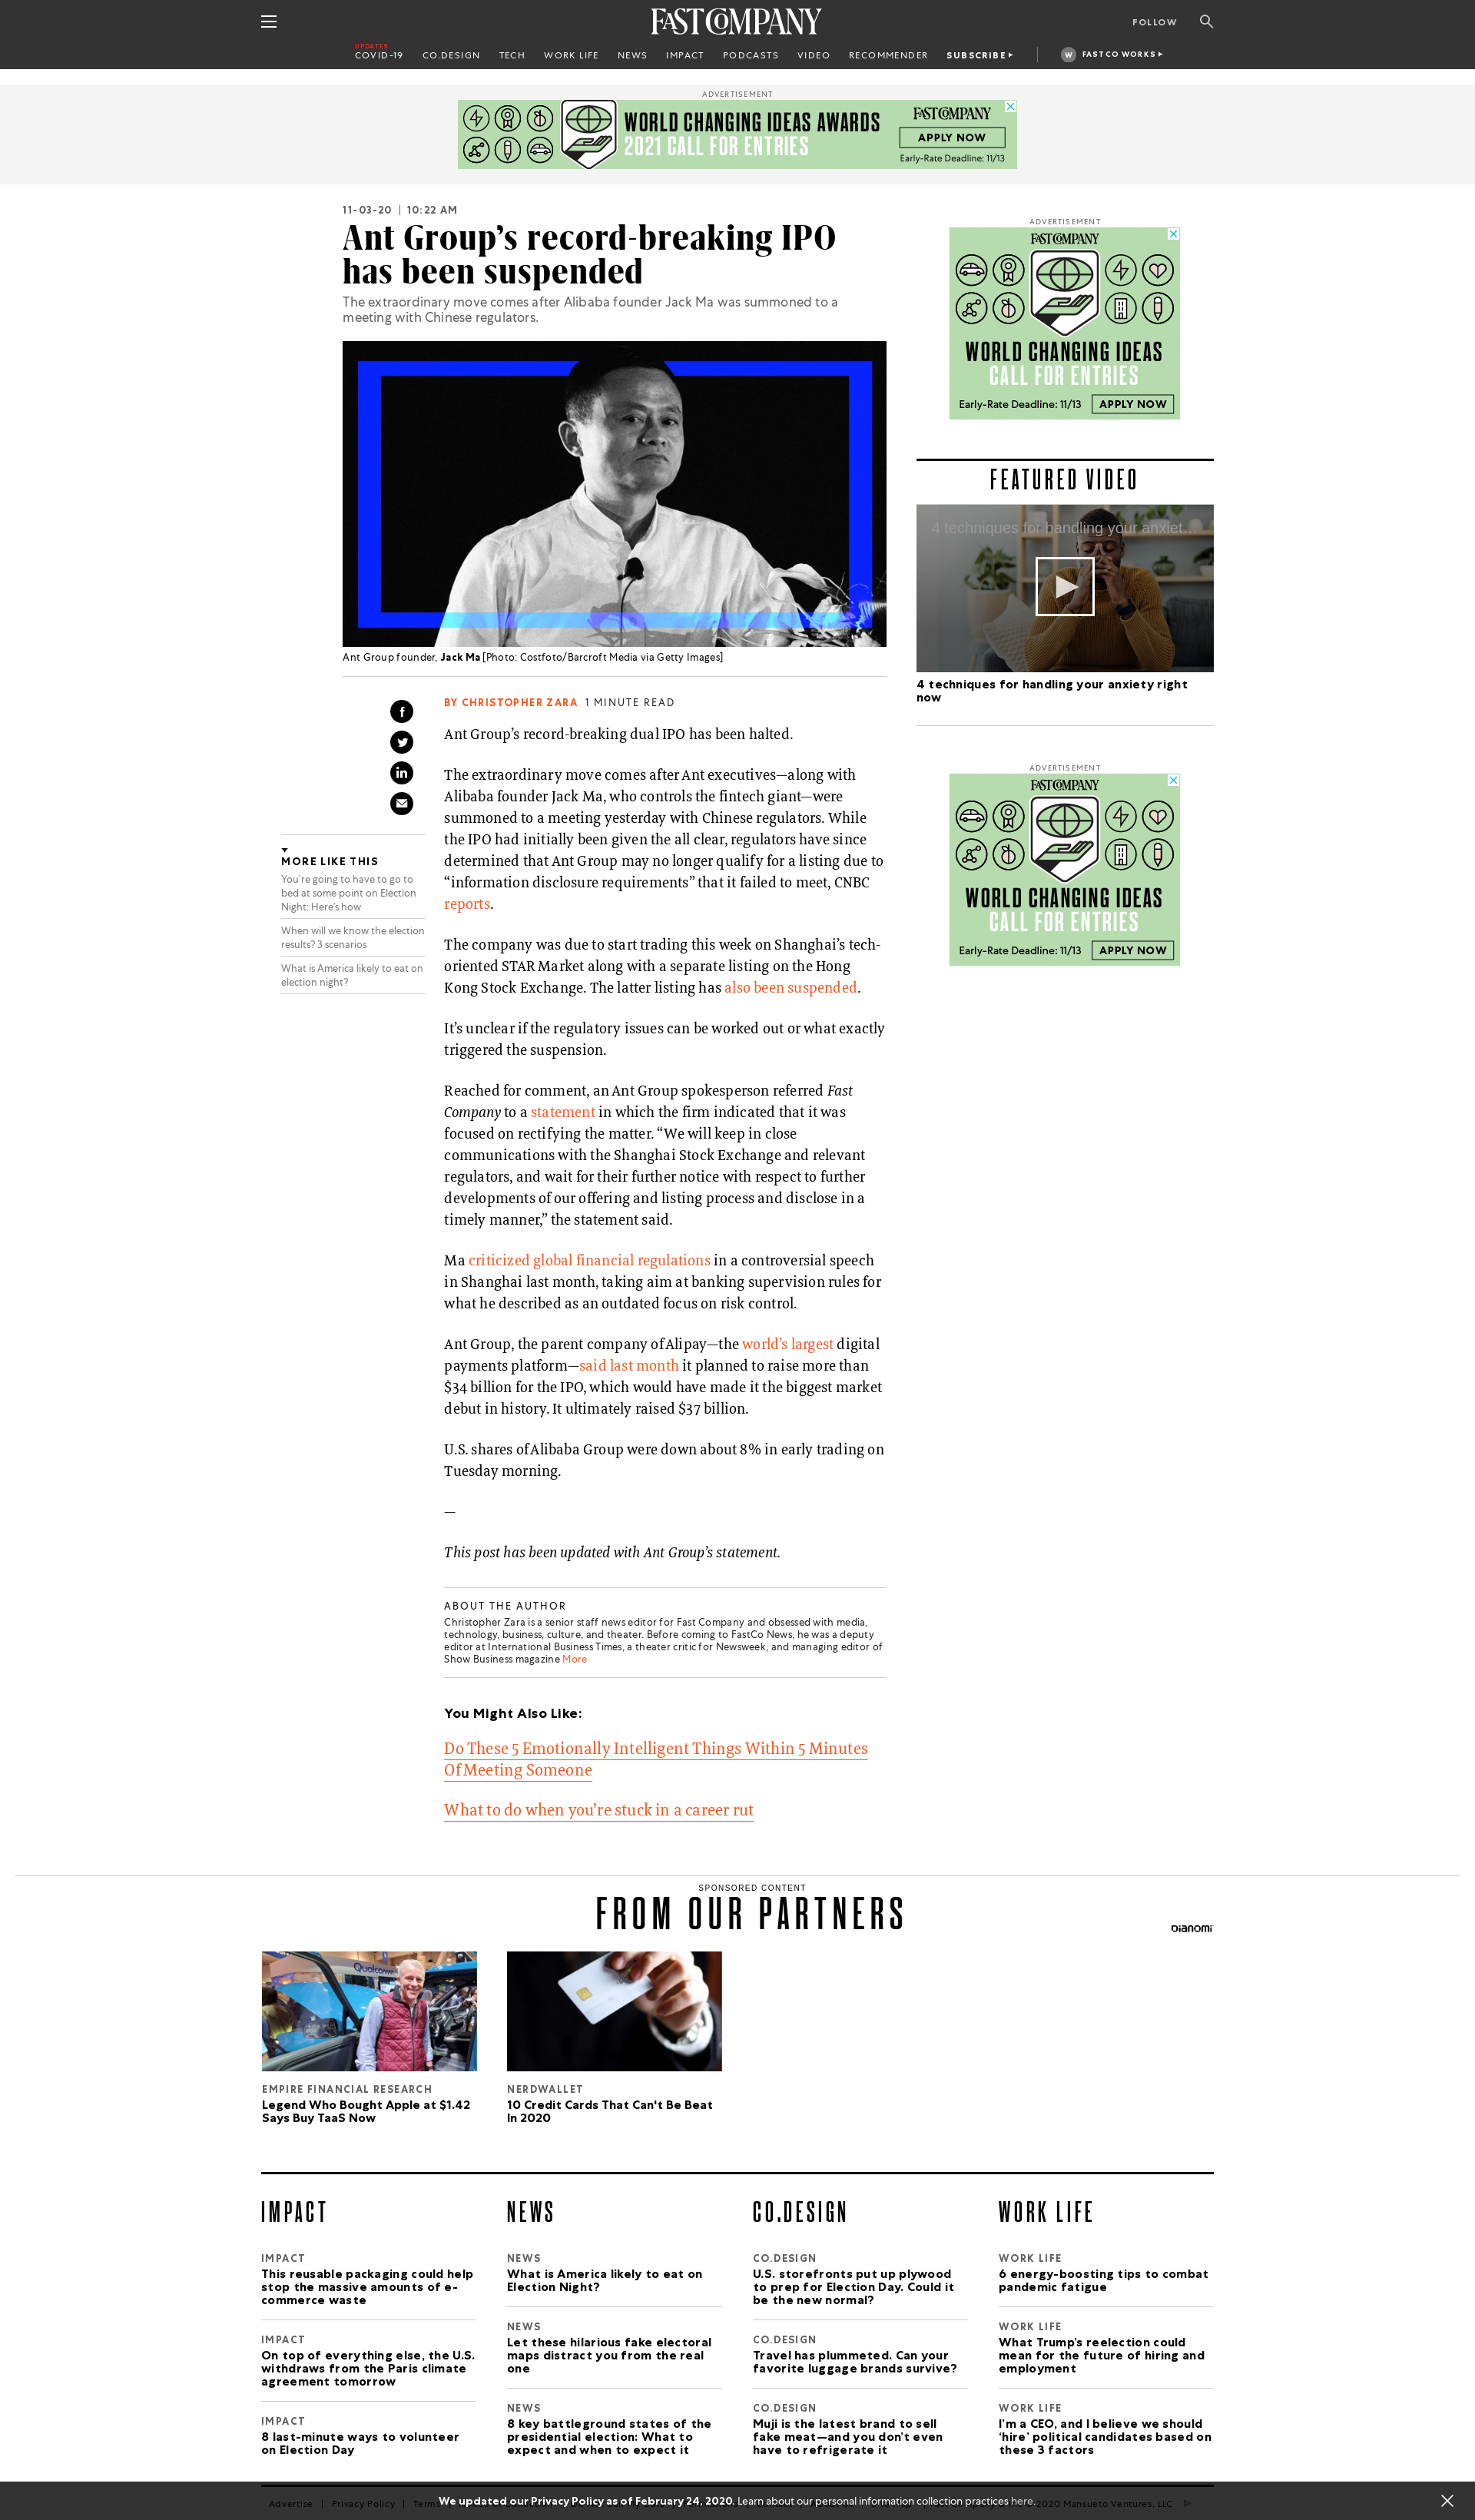 FAST COMPANY
FOLLOW
UPDATES
COVID-19
CO.DESIGN
TECH
WORK LIFE
NEWS
IMPACT
PODCASTS
VIDEO
RECOMMENDER
SUBSCRIBE
W FASTCO WORKS
ADVERTISEMENT
WORLD CHANGING IDEAS AWARDS
2021 CALL FOR ENTRIES
FAST COMPANY
APPLY NOW
Early-Rate Deadline: 11/13
11-03-20 | 10:22 AM
Ant Group’s record-breaking IPO
has been suspended
The extraordinary move comes after Alibaba founder Jack Ma was summoned to a
meeting with Chinese regulators.
Ant Group founder, Jack Ma [Photo: Costfoto/Barcroft Media via Getty Images]
BY CHRISTOPHER ZARA 1 MINUTE READ
Ant Group’s record-breaking dual IPO has been halted.
The extraordinary move comes after Ant executives—along with
Alibaba founder Jack Ma, who controls the fintech giant—were
summoned to a meeting yesterday with Chinese regulators. While
the IPO had initially been given the all clear, regulators have since
determined that Ant Group may no longer qualify for a listing due to
“information disclosure requirements” that it failed to meet, CNBC
reports.
The company was due to start trading this week on Shanghai’s tech-
oriented STAR Market along with a separate listing on the Hong
Kong Stock Exchange. The latter listing has also been suspended.
It’s unclear if the regulatory issues can be worked out or what exactly
triggered the suspension.
Reached for comment, an Ant Group spokesperson referred Fast
Company to a statement in which the firm indicated that it was
focused on rectifying the matter. “We will keep in close
communications with the Shanghai Stock Exchange and relevant
regulators, and wait for their further notice with respect to further
developments of our offering and listing process and disclose in a
timely manner,” the statement said.
Ma criticized global financial regulations in a controversial speech
in Shanghai last month, taking aim at banking supervision rules for
what he described as an outdated focus on risk control.
Ant Group, the parent company of Alipay—the world’s largest digital
payments platform—said last month it planned to raise more than
$34 billion for the IPO, which would have made it the biggest market
debut in history. It ultimately raised $37 billion.
U.S. shares of Alibaba Group were down about 8% in early trading on
Tuesday morning.
—
This post has been updated with Ant Group’s statement.
ABOUT THE AUTHOR
Christopher Zara is a senior staff news editor for Fast Company and obsessed with media,
technology, business, culture, and theater. Before coming to FastCo News, he was a deputy
editor at International Business Times, a theater critic for Newsweek, and managing editor of
Show Business magazine More
You Might Also Like:
Do These 5 Emotionally Intelligent Things Within 5 Minutes
Of Meeting Someone
What to do when you’re stuck in a career rut
MORE LIKE THIS
You’re going to have to go to
bed at some point on Election
Night: Here’s how
When will we know the election
results? 3 scenarios
What is America likely to eat on
election night?
ADVERTISEMENT
FAST COMPANY
WORLD CHANGING IDEAS
CALL FOR ENTRIES
Early-Rate Deadline: 11/13
APPLY NOW
FEATURED VIDEO
4 techniques for handling your anxiet...
4 techniques for handling your anxiety right
now
ADVERTISEMENT
FAST COMPANY
WORLD CHANGING IDEAS
CALL FOR ENTRIES
Early-Rate Deadline: 11/13
APPLY NOW
SPONSORED CONTENT
FROM OUR PARTNERS
Dianomi
Qualcomm
EMPIRE FINANCIAL RESEARCH
Legend Who Bought Apple at $1.42
Says Buy TaaS Now
NERDWALLET
10 Credit Cards That Can't Be Beat
In 2020
IMPACT
IMPACT
This reusable packaging could help
stop the massive amounts of e-
commerce waste
IMPACT
On top of everything else, the U.S.
withdraws from the Paris climate
agreement tomorrow
IMPACT
8 last-minute ways to volunteer
on Election Day
NEWS
NEWS
What is America likely to eat on
Election Night?
NEWS
Let these hilarious fake electoral
maps distract you from the real
one
NEWS
8 key battleground states of the
presidential election: What to
expect and when to expect it
CO.DESIGN
CO.DESIGN
U.S. storefronts put up plywood
to prep for Election Day. Could it
be the new normal?
CO.DESIGN
Travel has plummeted. Can your
favorite luggage brands survive?
CO.DESIGN
Muji is the latest brand to sell
fake meat—and you don’t even
have to refrigerate it
WORK LIFE
WORK LIFE
6 energy-boosting tips to combat
pandemic fatigue
WORK LIFE
What Trump’s reelection could
mean for the future of hiring and
employment
WORK LIFE
I’m a CEO, and I believe we should
‘hire’ political candidates based on
these 3 factors
We updated our Privacy Policy as of February 24, 2020. Learn about our personal information collection practices here.
Advertise | Privacy Policy | Terms
2020 Mansueto Ventures, LLC